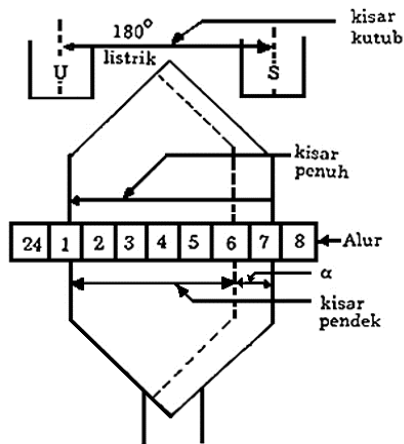 180° kisar
kutub
listrik
U S
kisar
penuh
24 1 2 3 4 5 6 7 8 Alur
α
kisar
pendek